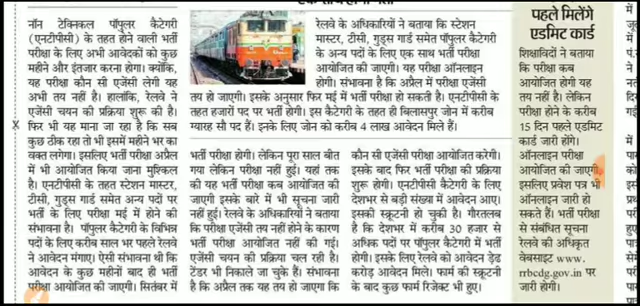 नॉन टेक्निकल पॉपुलर कैटेगरी
(एनटीपीसी) के तहत होने वाली भर्ती
परीक्षा के लिए अभी आवेदकों को कुछ
महीने और इंतजार करना होगा। क्योंकि,
यह परीक्षा कौन सी एजेंसी लेगी यह
अभी तय नहीं है। हालांकि, रेलवे ने
एजेंसी चयन की प्रक्रिया शुरू की है।
फिर भी यह माना जा रहा है कि सब
कुछ ठीक रहा तो भी इसमें महीने भर का
वक्त लगेगा। इसलिए भर्ती परीक्षा अप्रैल
में भी आयोजित किया जाना मुश्किल
है। एनटीपीसी के तहत स्टेशन मास्टर,
टीसी, गुड्स गार्ड समेत अन्य पदों पर
भर्ती के लिए परीक्षा मई में होने की
संभावना है। पॉपुलर कैटेगरी के विभिन्न
पदों के लिए करीब साल भर पहले रेलवे
ने आवेदन मंगाए। ऐसी संभावना थी कि
आवेदन के कुछ महीनों बाद ही भर्ती
परीक्षा आयोजित की जाएगी। सितंबर में
भर्ती परीक्षा होगी। लेकिन पूरा साल बीत
गया लेकिन परीक्षा नहीं हुई। यहां तक
की यह भर्ती परीक्षा कब आयोजित की
जाएगी इसके बारे में भी सूचना जारी
नहीं हुई। रेलवे के अधिकारियों ने बताया
कि परीक्षा एजेंसी तय नहीं होने के कारण
भर्ती परीक्षा आयोजित नहीं की गई।
एजेंसी चयन की प्रक्रिया चल रही है।
टेंडर भी निकाले जा चुके हैं। संभावना
है कि अप्रैल तक यह तय हो जाएगा कि
रेलवे के अधिकारियों ने बताया कि स्टेशन
मास्टर, टीसी, गुड्स गार्ड समेत पॉपुलर कैटेगरी
के अन्य पदों के लिए एक साथ भर्ती परीक्षा
आयोजित की जाएगी। यह परीक्षा ऑनलाइन
होगी। संभावना है कि अप्रैल में परीक्षा एजेंसी
तय हो जाएगी। इसके अनुसार फिर मई में भर्ती परीक्षा हो सकती है। एनटीपीसी के
तहत हजारों पद पर भर्ती होगी। इस कैटेगरी के तहत ही बिलासपुर जोन में करीब
ग्यारह सौ पद हैं। इनके लिए जोन को करीब 4 लाख आवेदन मिले हैं।
कौन सी एजेंसी परीक्षा आयोजित करेगी।
इसके बाद फिर भर्ती परीक्षा की प्रक्रिया
शुरू होगी। एनटीपीसी कैटेगरी के लिए
देशभर से बड़ी संख्या में आवेदन आए।
इसकी स्क्रूटनी हो चुकी है। गौरतलब
है कि देशभर में करीब 30 हजार से
अधिक पदों पर पॉपुलर कैटेगरी में भर्ती
होगी। इसके लिए रेलवे को आवेदन डेढ़
करोड़ आवेदन मिले। फार्म की स्क्रूटनी
के बाद कुछ फार्म रिजेक्ट भी हुए।
पहले मिलेंगे
एडमिट कार्ड
शिक्षाविदों ने बताया
कि परीक्षा कब
आयोजित होगी यह
तय नहीं है। लेकिन
परीक्षा होने के करीब
15 दिन पहले एडमिट
कार्ड जारी होंगे।
ऑनलाइन परीक्षा
आयोजित की जाएगी
इसलिए प्रवेश पत्र भी
ऑनलाइन जारी हो
सकते हैं। भर्ती परीक्षा
से संबंधित सूचना
रेलवे की अधिकृत
वेबसाइट www.
rrbcdg.gov.in पर
जारी होगी।